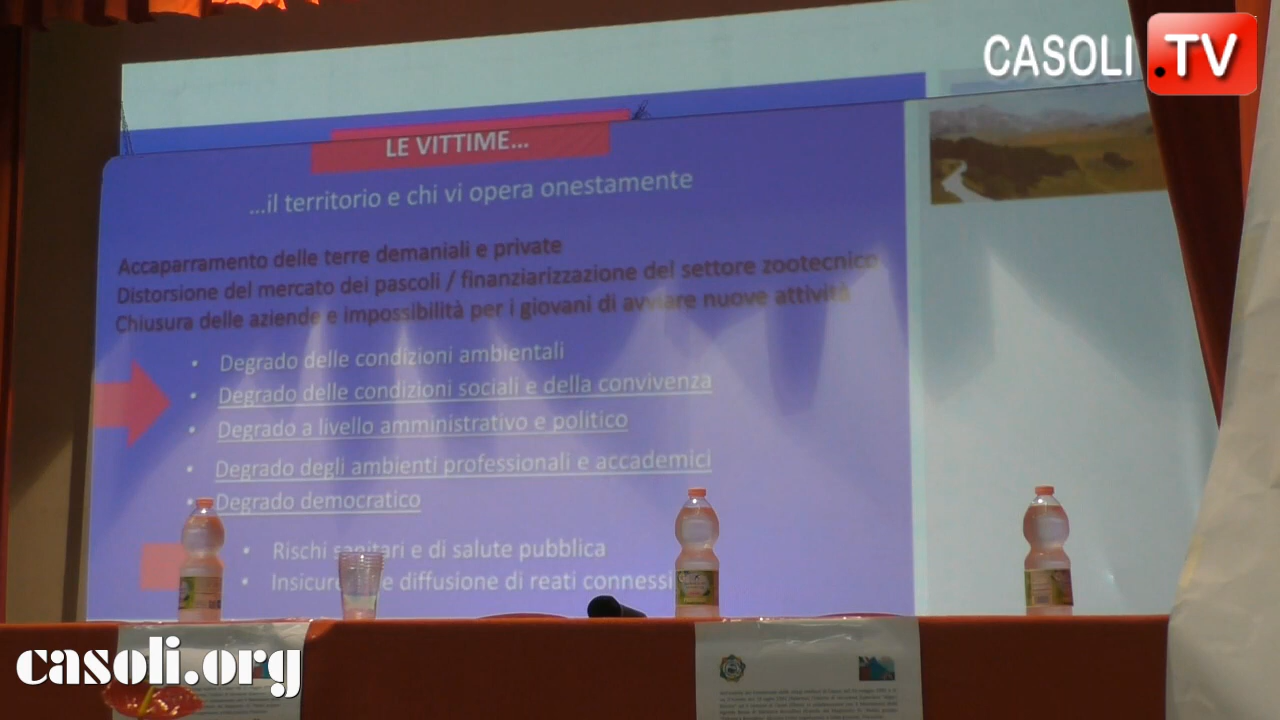 CASOLI .TV
LE VITTIME...
...il territorio e chi vi opera onestamente
Accaparramento delle terre demaniali e private
Distorsione del mercato dei pascoli / finanziarizzazione del settore zootecnico
Chiusura delle aziende e impossibilità per i giovani di avviare nuove attività
• Degrado delle condizioni ambientali
• Degrado delle condizioni sociali e della convivenza
• Degrado a livello amministrativo e politico
• Degrado degli ambienti professionali e accademici
• Degrado democratico
• Rischi sanitari e di salute pubblica
• e diffusione di reati connessi
casoli.org